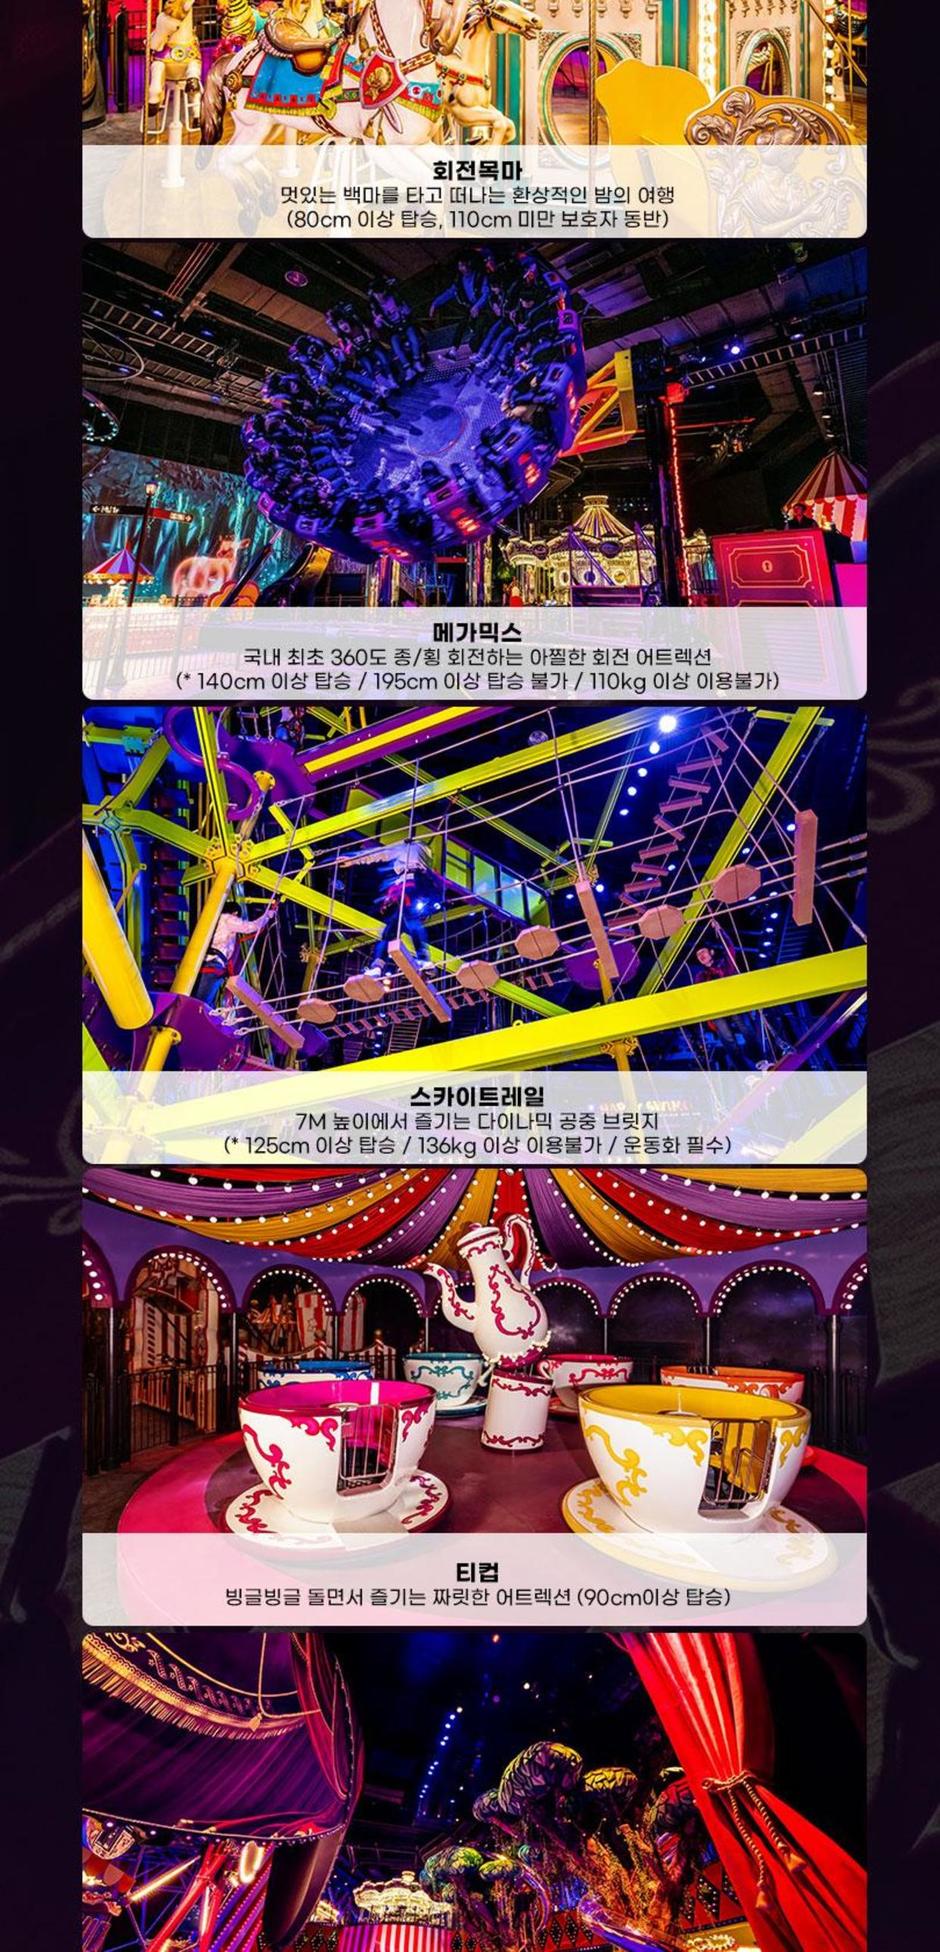 회전목마
멋있는 백마를 타고 떠나는 환상적인 밤의 여행
(80cm 이상 탑승, 110cm 미만 보호자 동반)
메가믹스
국내 최초 360도 종/횡 회전하는 아찔한 회전 어트렉션
(* 140cm 이상 탑승 / 195cm 이상 탑승 불가 / 110kg 이상 이용불가)
스카이트레일
7M 높이에서 즐기는 다이나믹 공중 브릿지
(* 125cm 이상 탑승 / 136kg 이상 이용불가 / 운동화 필수)
티컵
빙글빙글 돌면서 즐기는 짜릿한 어트렉션 (90cm이상 탑승)